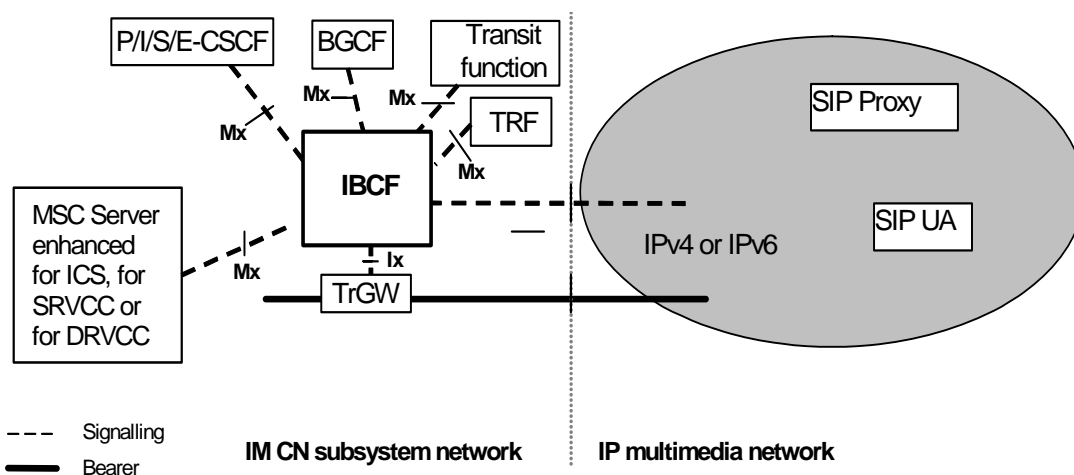 P/I/S/E-CSCF
BGCF
Transit
function
TRF
Mx
Mx
Mx
Mx
IBCF
SIP Proxy
SIP UA
IPv4 or IPv6
MSC Server
enhanced
for ICS, for
SRVCC or
for DRVCC
Mx
Ix
TrGW
Signalling
Bearer
IM CN subsystem network
IP multimedia network